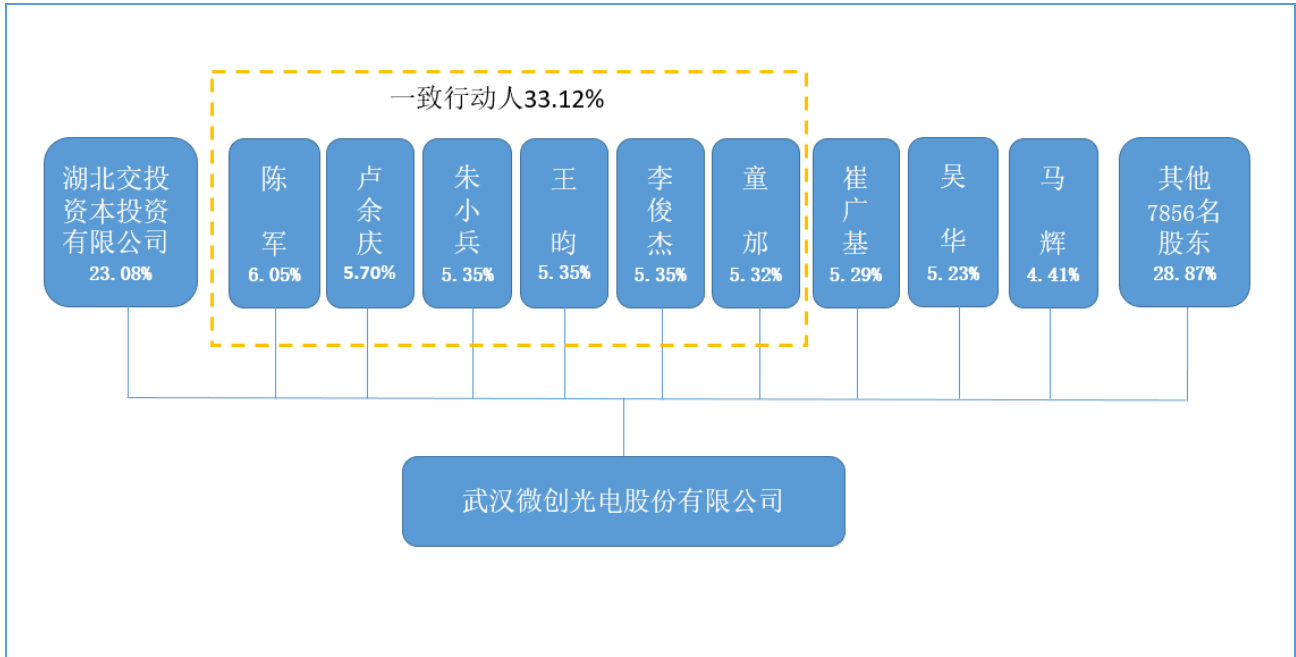 一致行动人33.12%
湖北交投
资本投资
有限公司
23.08%
陈
军
6.05%
卢
余
庆
5.70%
朱
小
兵
5.35%
王
昀
5.35%
李
俊
杰
5.35%
童
邡
5.32%
崔
广
基
5.29%
吴
华
5.23%
马
辉
4.41%
其他
7856名
股东
28.87%
武汉微创光电股份有限公司